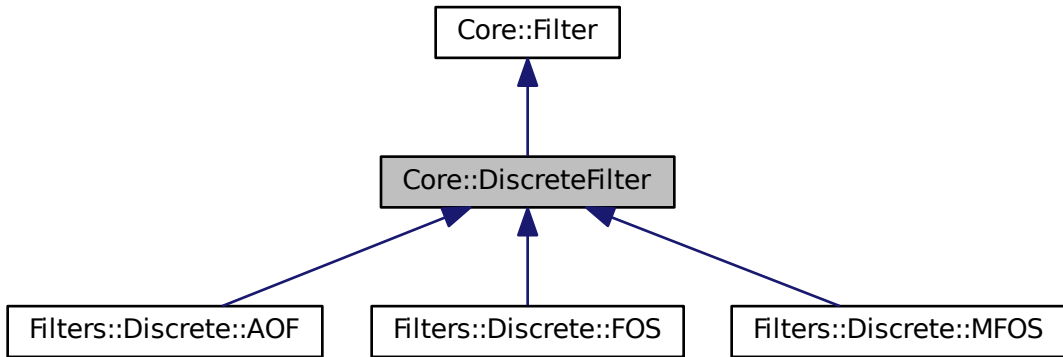 Core::Filter
Core::DiscreteFilter
Filters::Discrete::AOF
Filters::Discrete::FOS
Filters::Discrete::MFOS